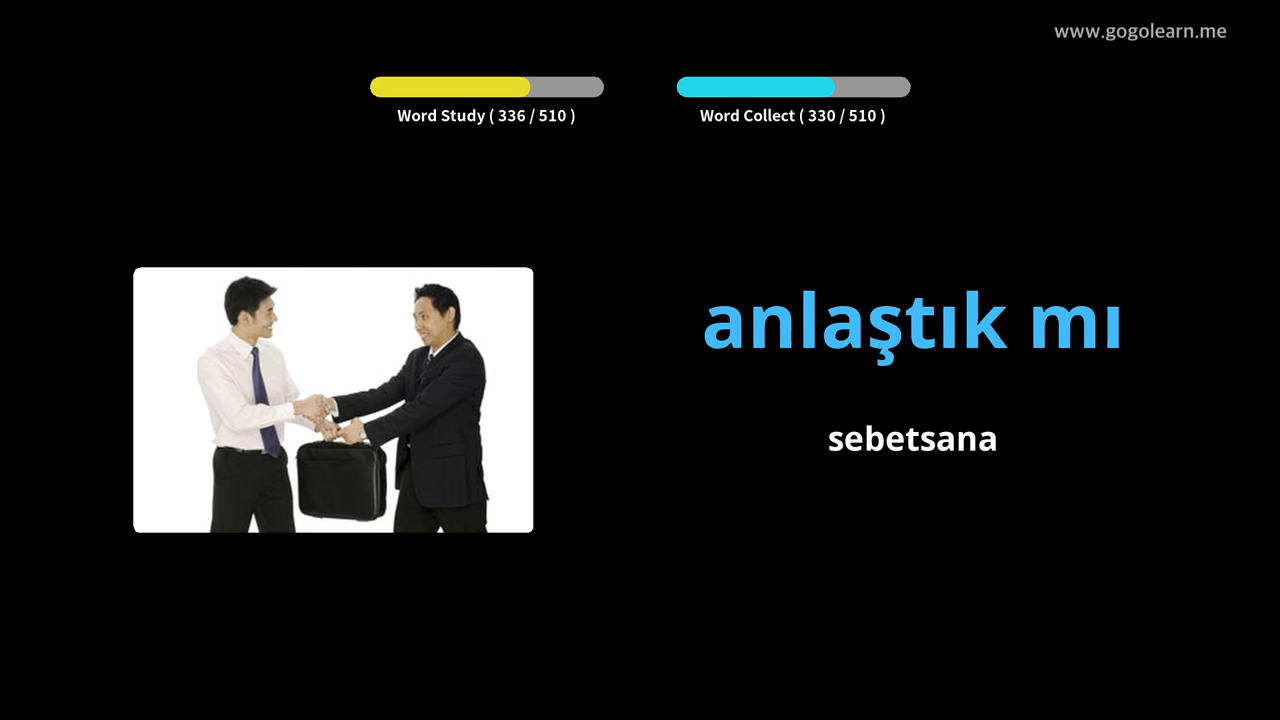 www.gogolearn.me
Word Study ( 336 / 510 )
Word Collect ( 330 / 510 )
anlaştık mı
sebetsana